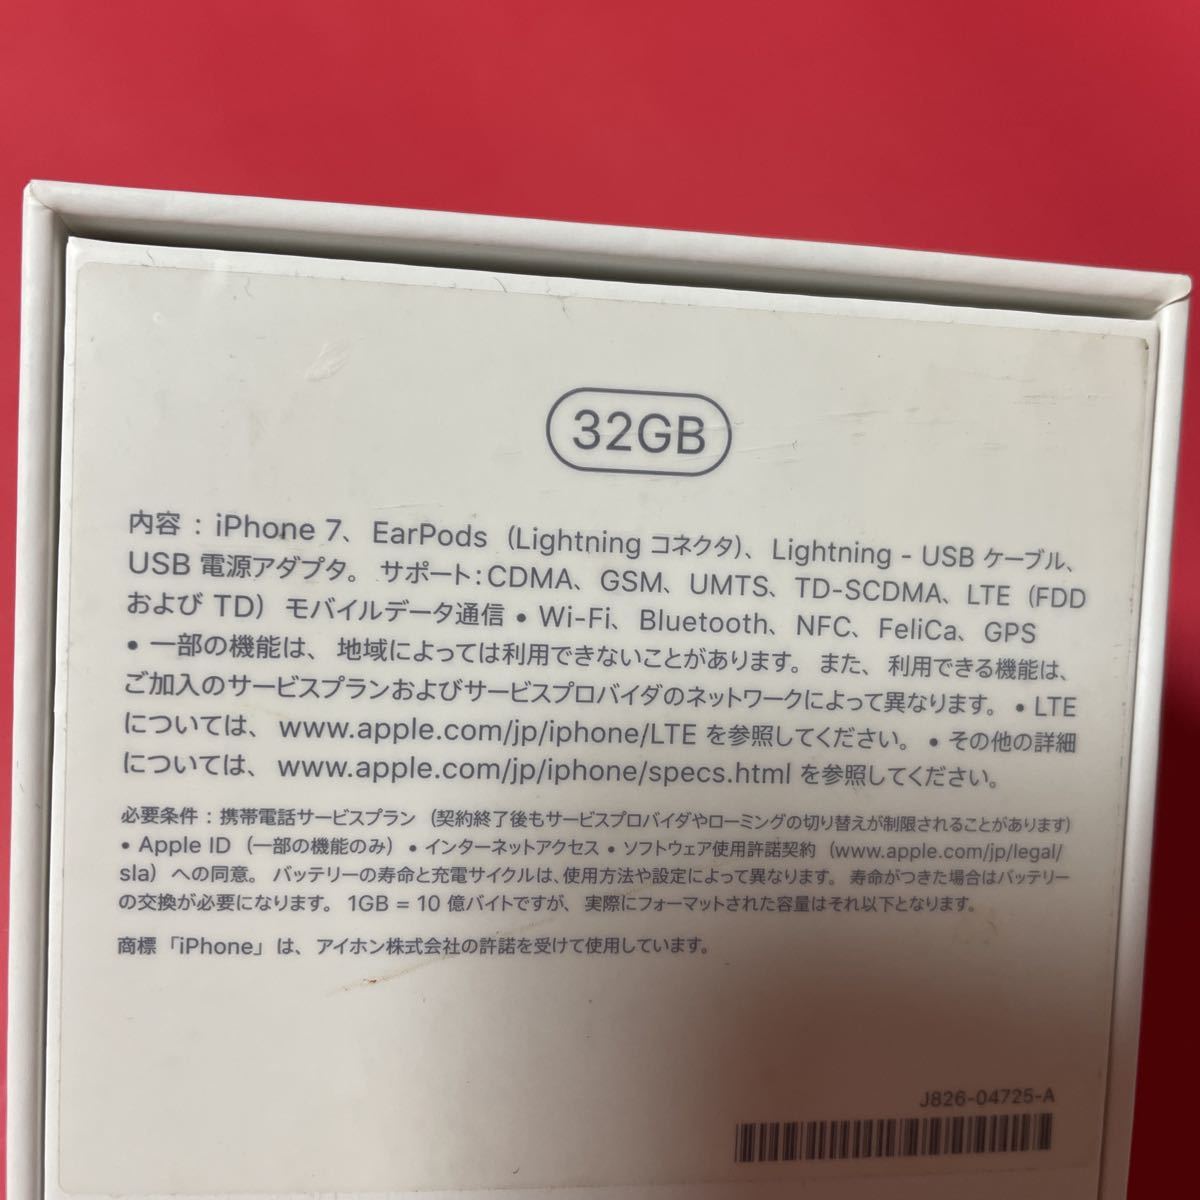 32GB
内容 : iPhone 7、EarPods (Lightning コネクタ)、Lightning - USB ケーブル、
USB 電源アダプタ。サポート:CDMA、GSM、UMTS、TD-SCDMA、LTE (FDD
および TD) モバイルデータ通信 • Wi-Fi、Bluetooth、NFC、FeliCa、GPS
• 一部の機能は、地域によっては利用できないことがあります。また、利用できる機能は、
ご加入のサービスプランおよびサービスプロバイダのネットワークによって異なります。• LTE
については、www.apple.com/jp/iphone/LTE を参照してください。• その他の詳細
については、www.apple.com/jp/iphone/specs.html を参照してください。
必要条件 : 携帯電話サービスプラン (契約終了後もサービスプロバイダやローミングの切り替えが制限されることがあります)
• Apple ID (一部の機能のみ) • インターネットアクセス • ソフトウェア使用許諾契約 (www.apple.com/jp/legal/
sla) への同意。バッテリーの寿命と充電サイクルは、使用方法や設定によって異なります。寿命がつきた場合はバッテリー
の交換が必要になります。1GB = 10 億バイトですが、実際にフォーマットされた容量はそれ以下となります。
商標「iPhone」は、アイホン株式会社の許諾を受けて使用しています。
J826-04725-A